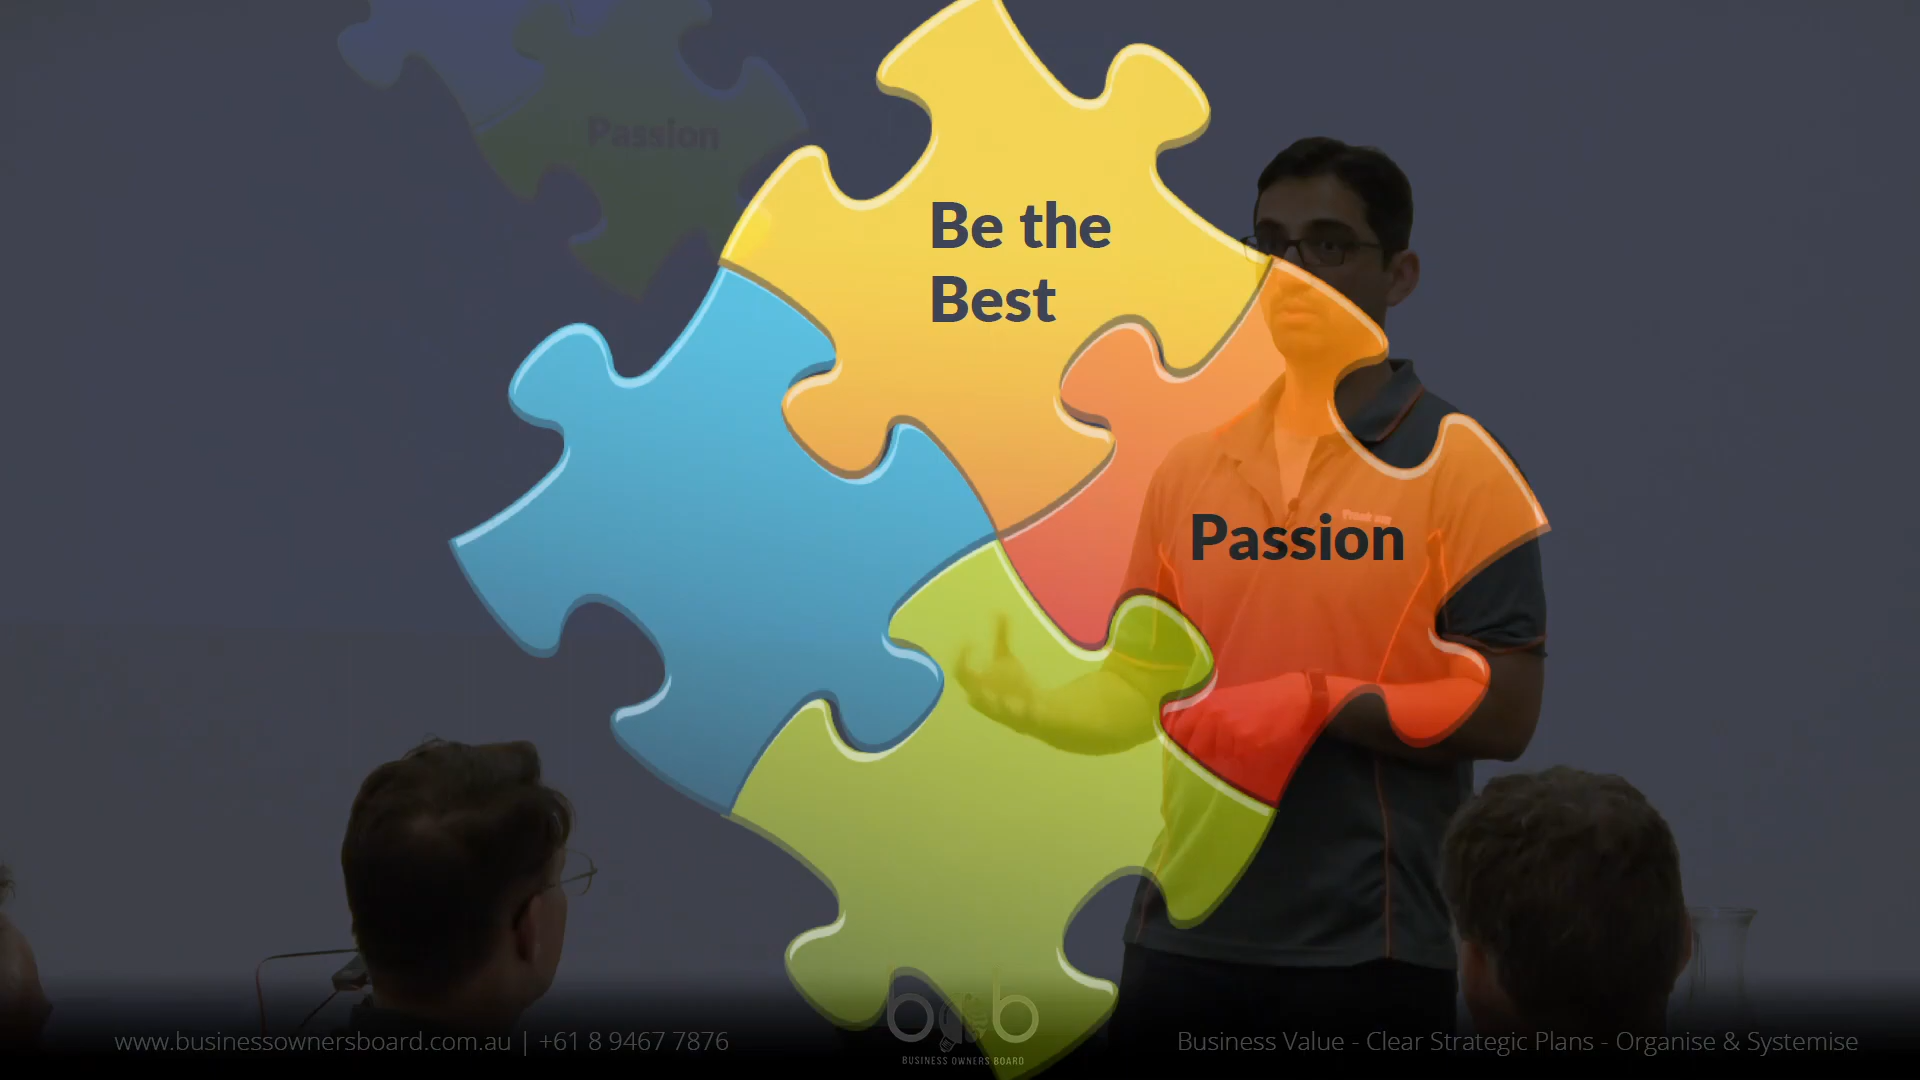 Passion
Be the
Best
Passion
bob
BUSINESS OWNERS BOARD
www.businessownersboard.com.au | +61 8 9467 7876
Business Value - Clear Strategic Plans - Organise & Systemise